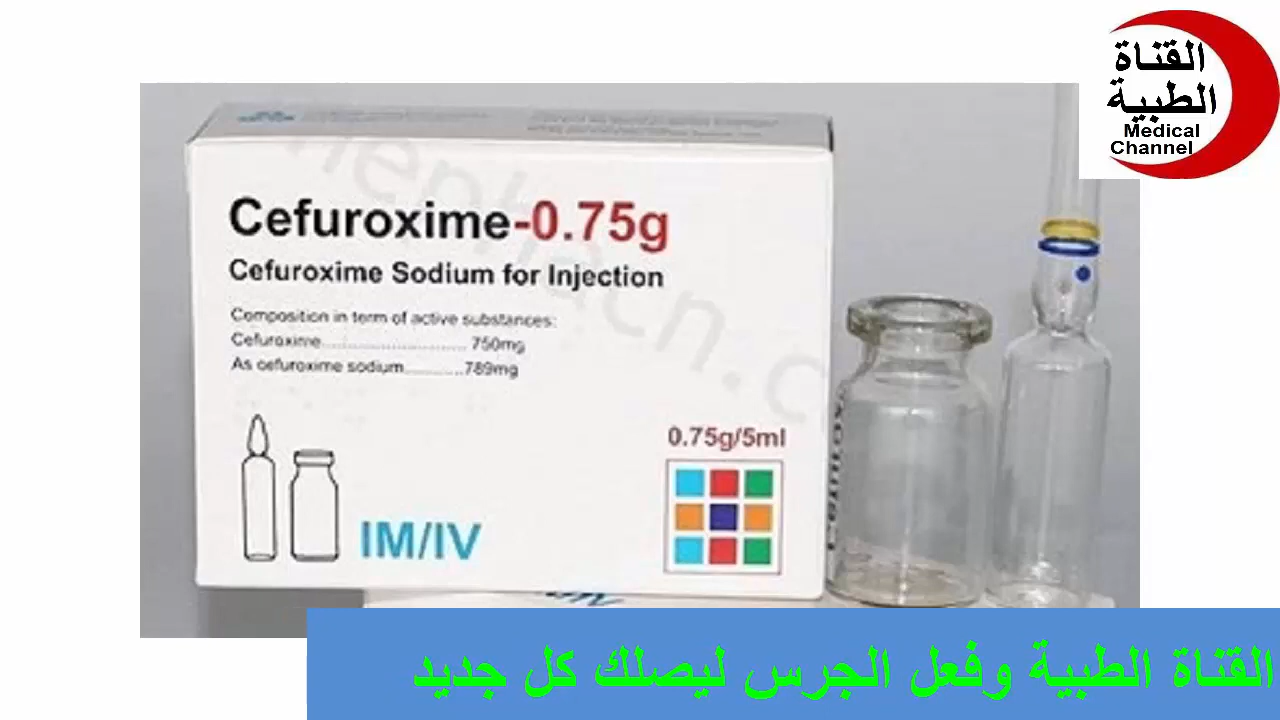 القناة
الطبية
Medical
Channel
Cefuroxime-0.75g
Cefuroxime Sodium for Injection
Composition in term of active substances:
Cefuroxime........................... 750mg
As cefuroxime sodium............789mg
0.75g/5ml
IM/IV
القناة الطبية وفعل الجرس ليصلك كل جديد